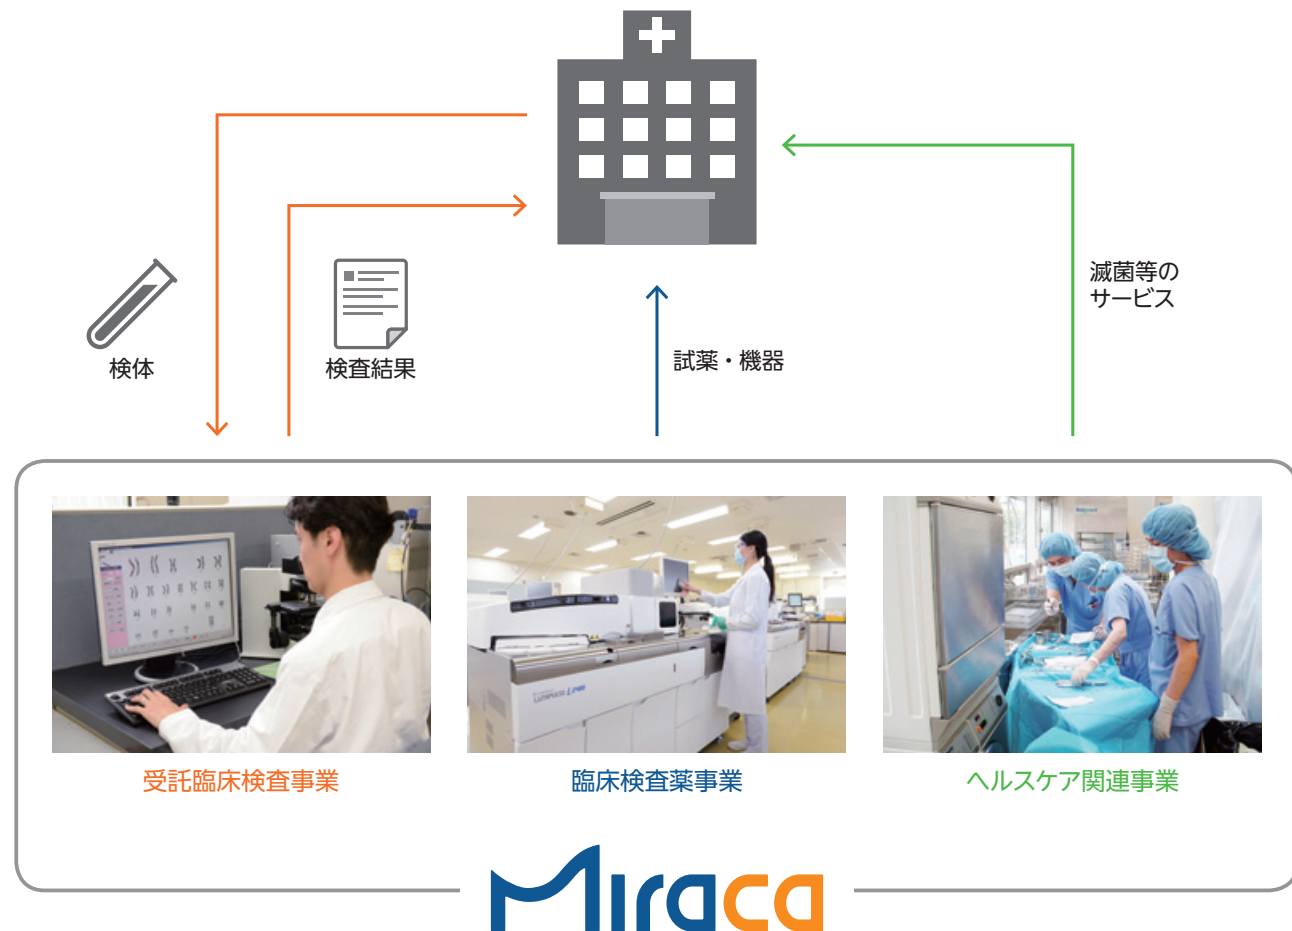 滅菌等の
サービス
検体
検査結果
試薬・機器
LUMIPULSE L2400
受託臨床検査事業
臨床検査薬事業
ヘルスケア関連事業
Miraca